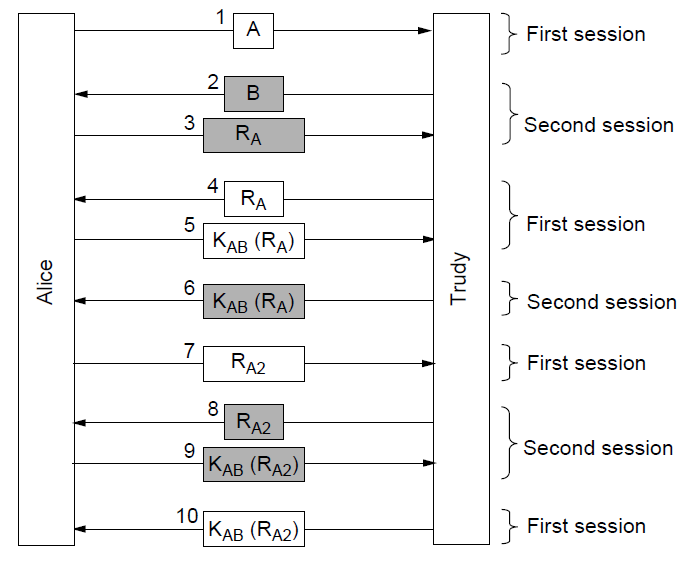 1 A First session
2 B
Second session
3 RA
4 RA
First session
5 KAB (RA)
Alice
Trudy
6 KAB (RA) Second session
7 RA2 First session
8 RA2
Second session
9 KAB (RA2)
10 KAB (RA2) First session